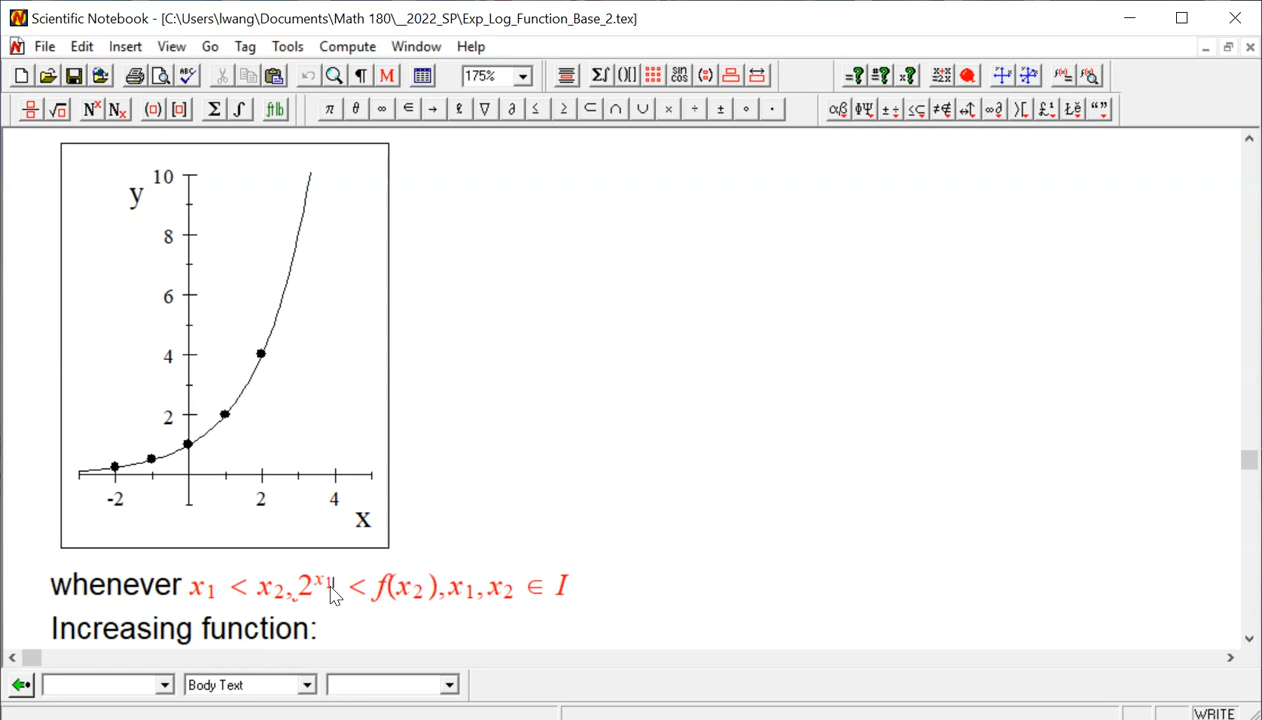 Scientific Notebook - [C:\Users\lwang\Documents\Math 180\__2022_SP\Exp_Log_Function_Base_2.tex]
File Edit Insert View Go Tag Tools Compute Window Help
175%
y
10
8
6
4
2
-2 2 4
x
whenever x₁ < x₂, 2^x₁ < f(x₂), x₁, x₂ ∈ I
Increasing function:
Body Text
WRITE